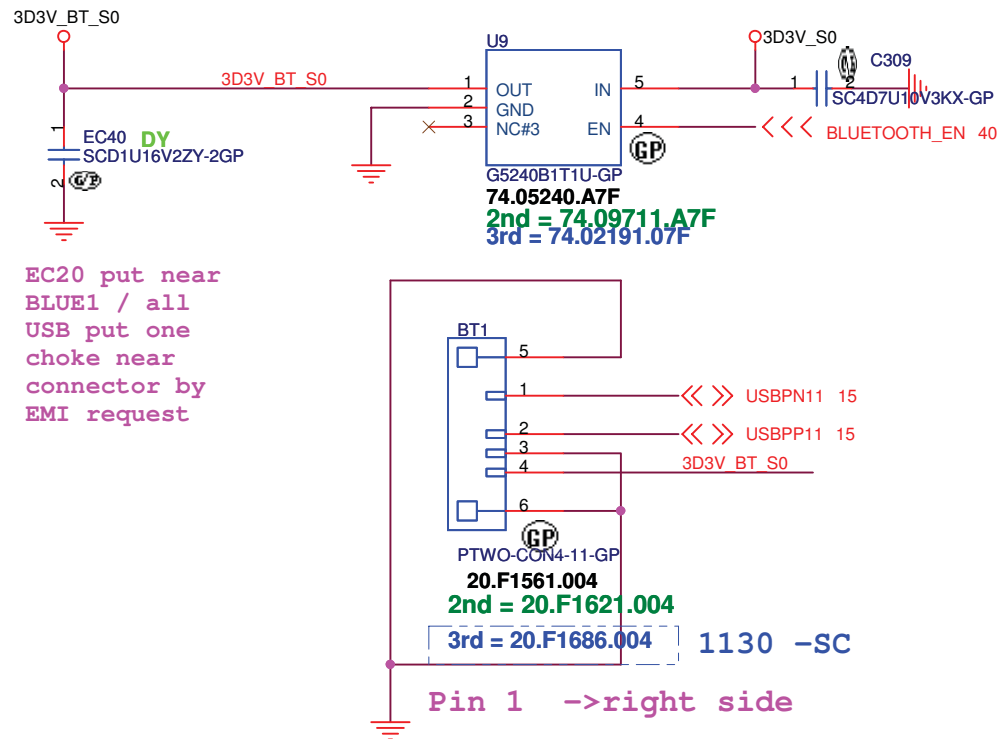 3D3V_BT_S0
3D3V_S0
U9
C309
3D3V_BT_S0
1 OUT
IN 5
1
2
SC4D7U10V3KX-GP
2 GND
3 NC#3
EN 4
BLUETOOTH_EN 40
GP
1
EC40 DY
SCD1U16V2ZY-2GP
2
G5240B1T1U-GP
74.05240.A7F
2nd = 74.09711.A7F
3rd = 74.02191.07F
EC20 put near
BLUE1 / all
USB put one
choke near
connector by
EMI request
BT1
5
1
USBPN11 15
2
USBPP11 15
3
3D3V_BT_S0
4
6
GP
PTWO-CON4-11-GP
20.F1561.004
2nd = 20.F1621.004
3rd = 20.F1686.004
1130 -SC
Pin 1 ->right side